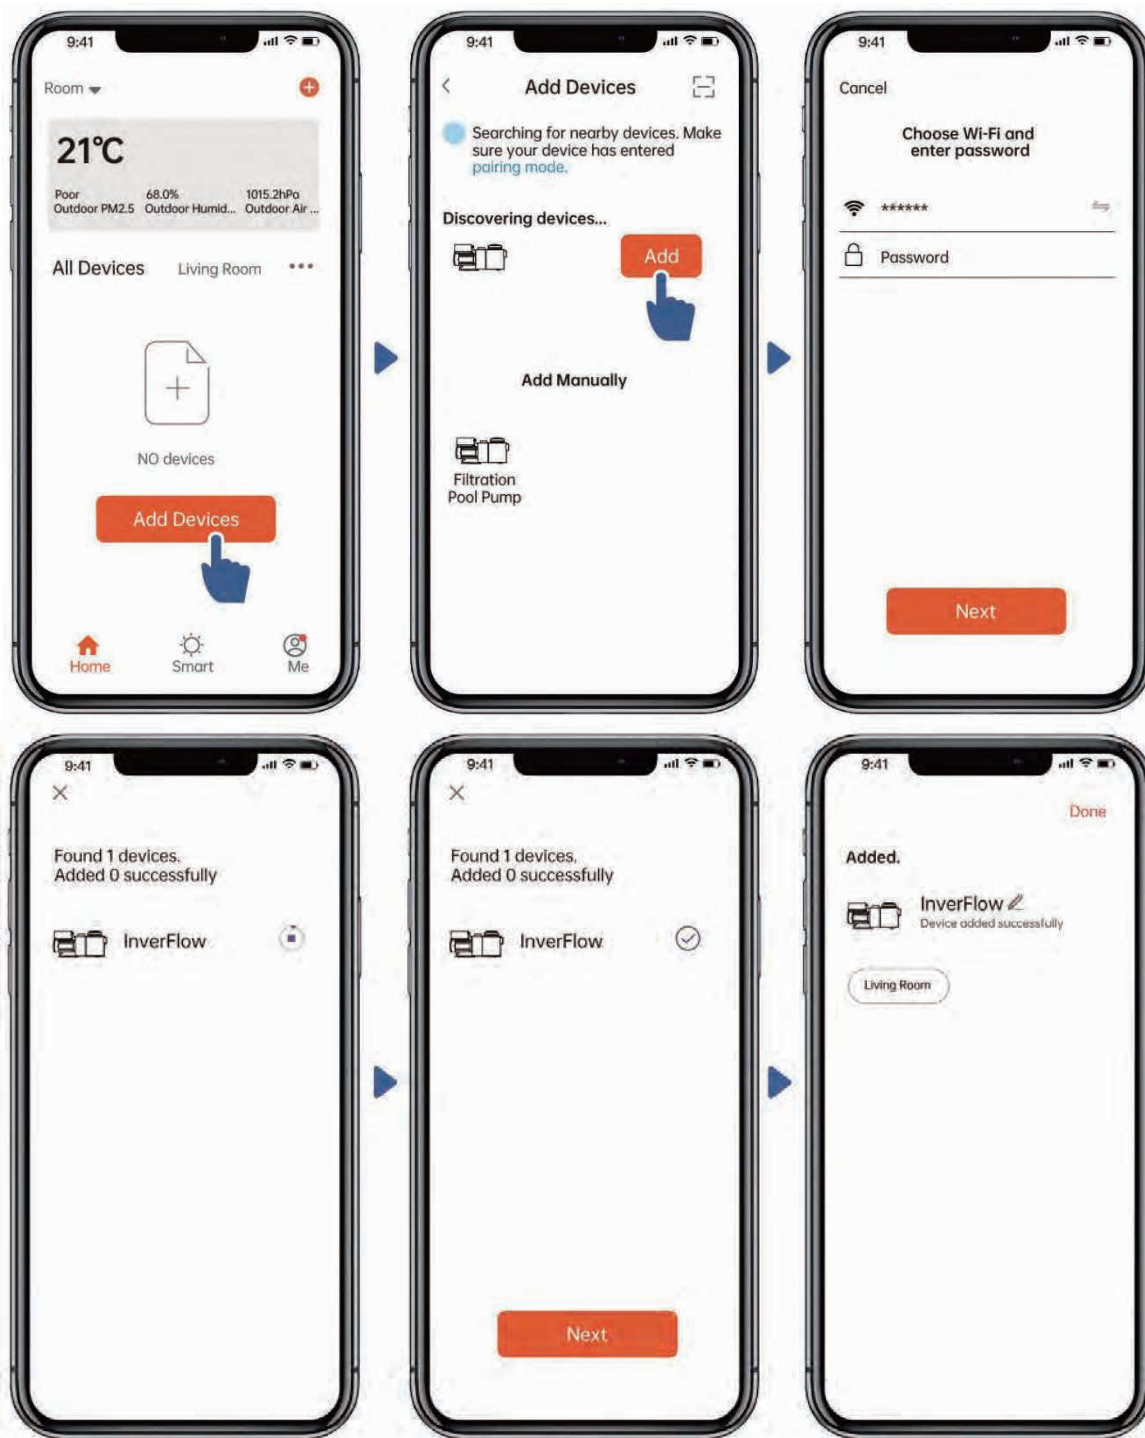 9:41
Room
21°C
Poor 68.0% 1015.2hPa
Outdoor PM2.5 Outdoor Humid... Outdoor Air ...
All Devices Living Room
NO devices
Add Devices
Home Smart Me
9:41
Add Devices
Searching for nearby devices. Make
sure your device has entered
pairing mode.
Discovering devices...
Add
Add Manually
Filtration
Pool Pump
9:41
Cancel
Choose Wi-Fi and
enter password
******
Password
Next
9:41
Found 1 devices.
Added 0 successfully
InverFlow
9:41
Found 1 devices.
Added 0 successfully
InverFlow
Next
9:41
Done
Added.
InverFlow
Device added successfully
Living Room